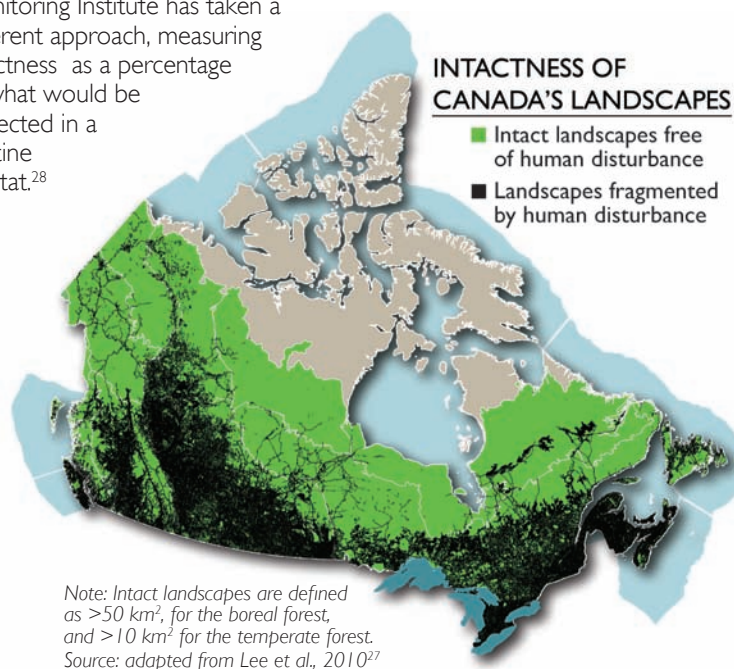 nitoring Institute has taken a
erent approach, measuring
ctness as a percentage
what would be
ected in a
tine
tat.28
INTACTNESS OF
CANADA'S LANDSCAPES
Intact landscapes free
of human disturbance
Landscapes fragmented
by human disturbance
Note: Intact landscapes are defined
as >50 km², for the boreal forest,
and >10 km² for the temperate forest.
Source: adapted from Lee et al., 2010²⁷